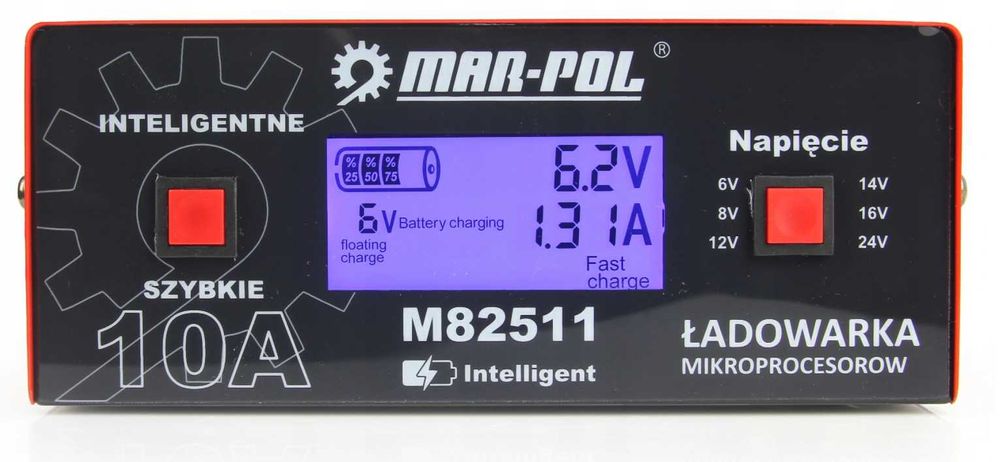 MAR-POL ®
INTELIGENTNE
SZYBKIE
10A
% % %
25 50 75
6.2V
6V Battery charging
1.31A
floating
charge
Fast
charge
M82511
Intelligent
Napięcie
6V 14V
8V 16V
12V 24V
ŁADOWARKA
MIKROPROCESOROW